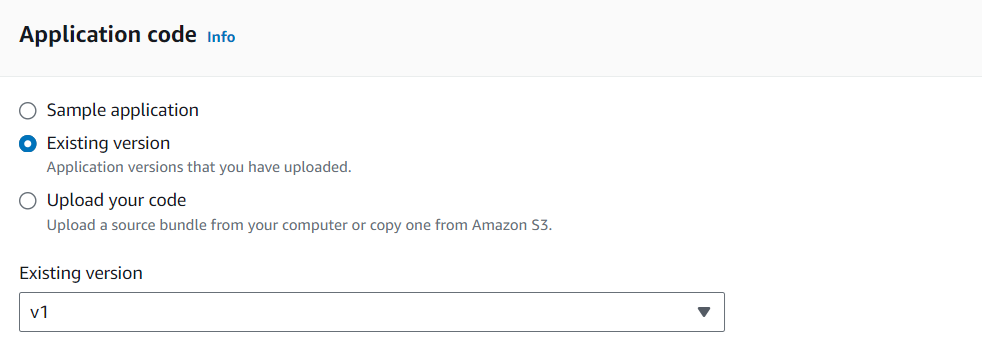 Application code Info
Sample application
Existing version
Application versions that you have uploaded.
Upload your code
Upload a source bundle from your computer or copy one from Amazon S3.
Existing version
v1